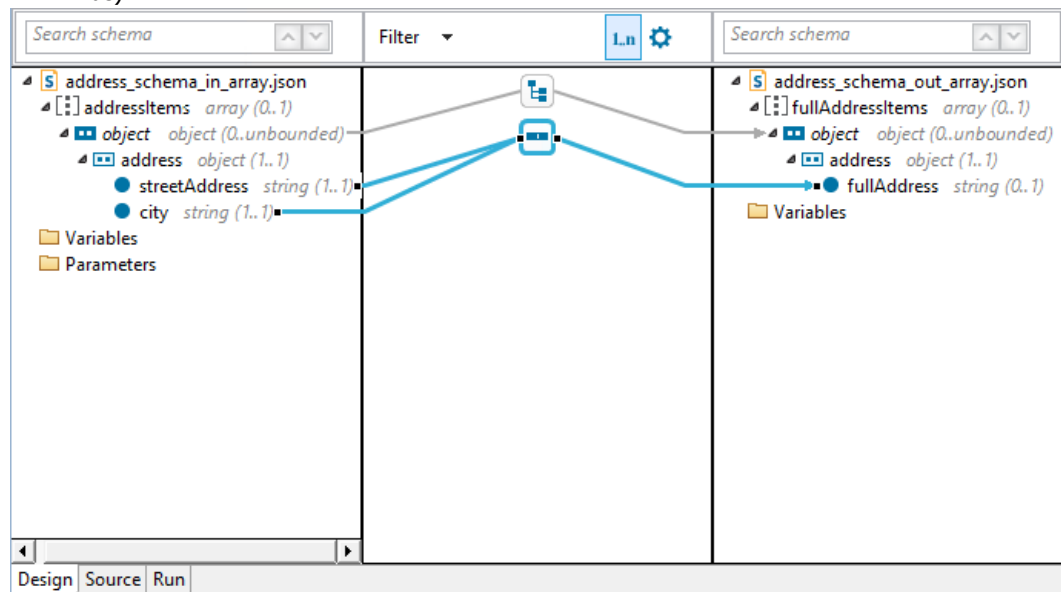 Search schema
Filter
1..n
Search schema
address_schema_in_array.json
addressItems array (0..1)
object object (0..unbounded)
address object (1..1)
streetAddress string (1..1)
city string (1..1)
Variables
Parameters
address_schema_out_array.json
fullAddressItems array (0..1)
object object (0..unbounded)
address object (1..1)
fullAddress string (0..1)
Variables
Design Source Run